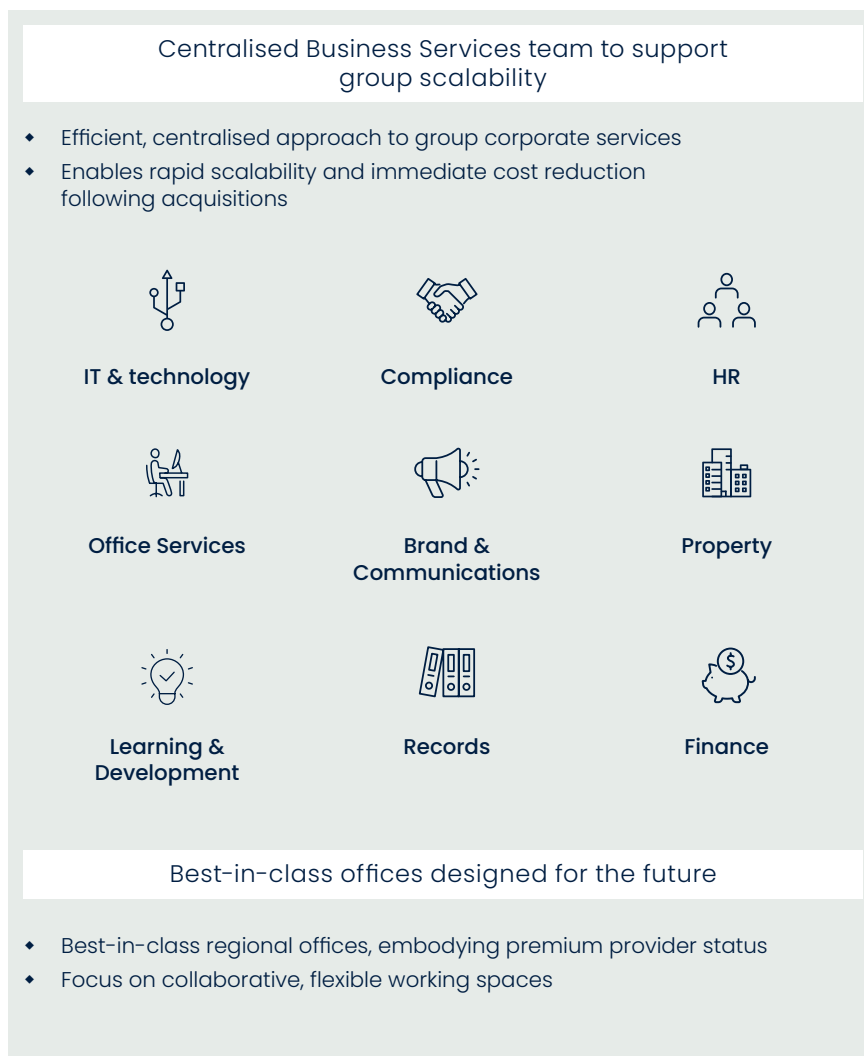 Centralised Business Services team to support
group scalability
◆ Efficient, centralised approach to group corporate services
◆ Enables rapid scalability and immediate cost reduction
following acquisitions
IT & technology
Compliance
HR
Office Services
Brand &
Communications
Property
Learning &
Development
Records
$
Finance
Best-in-class offices designed for the future
◆ Best-in-class regional offices, embodying premium provider status
◆ Focus on collaborative, flexible working spaces